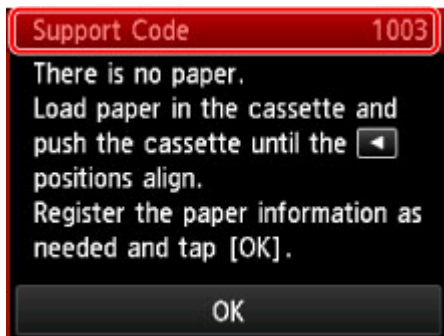 Support Code 1003
There is no paper.
Load paper in the cassette and
push the cassette until the ◀
positions align.
Register the paper information as
needed and tap [OK].
OK